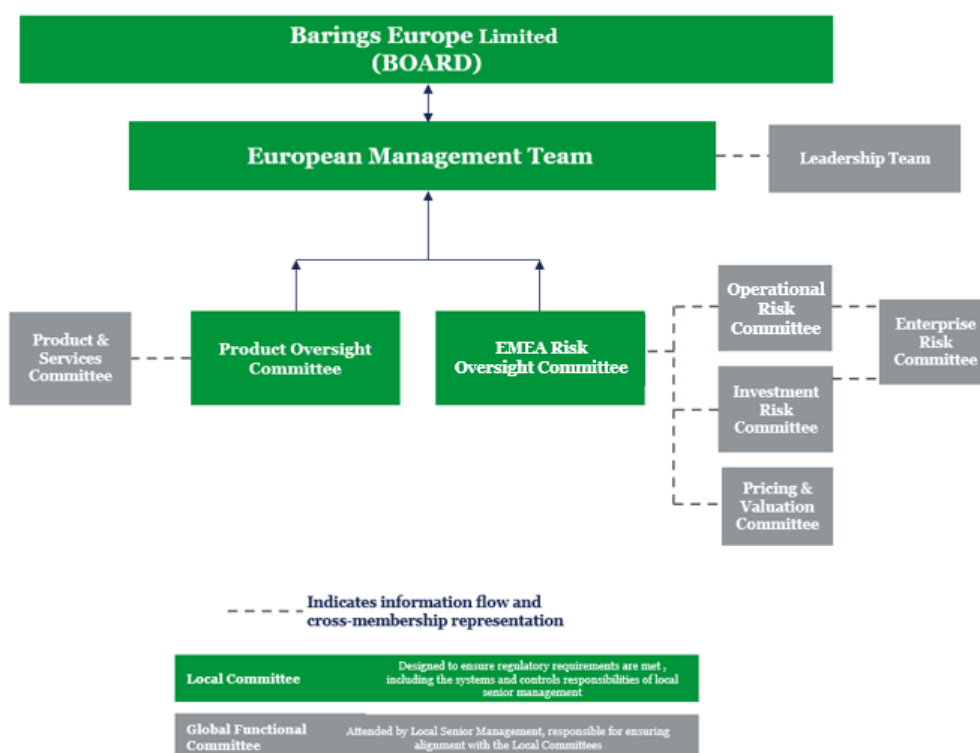 Barings Europe Limited
(BOARD)
European Management Team
Leadership Team
Product &
Services
Committee
Product Oversight
Committee
EMEA Risk
Oversight Committee
Operational
Risk
Committee
Enterprise
Risk
Committee
Investment
Risk
Committee
Pricing &
Valuation
Committee
Indicates information flow and
cross-membership representation
Local Committee
Designed to ensure regulatory requirements are met ,
including the systems and controls responsibilities of local
senior management
Global Functional
Committee
Attended by Local Senior Management, responsible for ensuring
alignment with the Local Committees